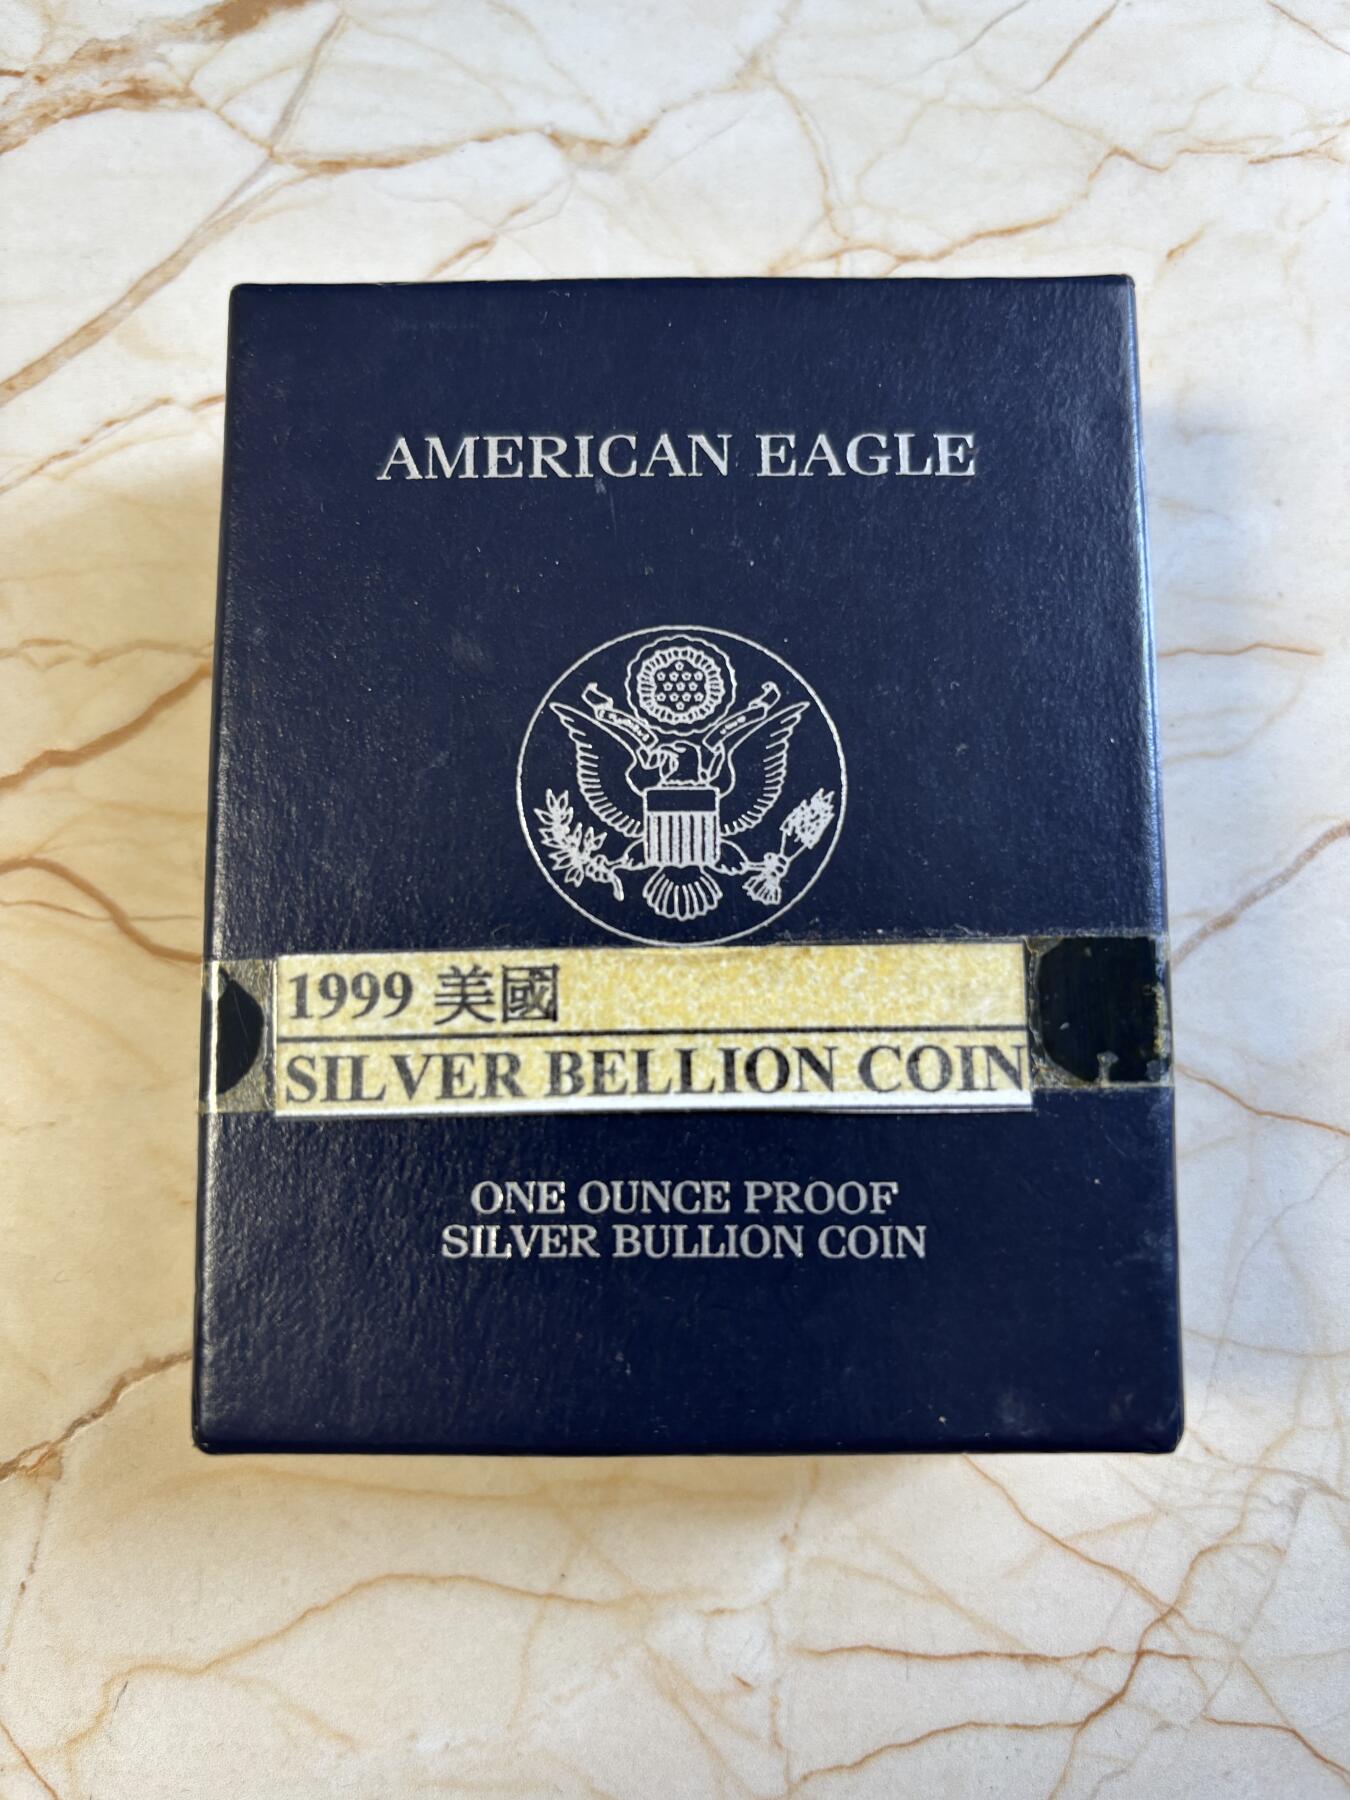 AMERICAN EAGLE
1999 美國
SILVER BELLION COIN
ONE OUNCE PROOF
SILVER BULLION COIN